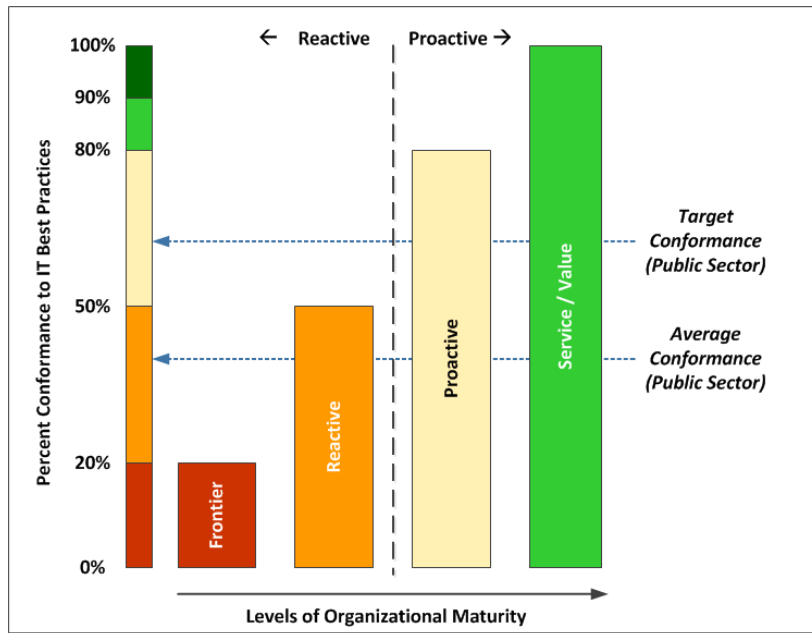 100%
90%
80%
50%
20%
0%
Percent Conformance to IT Best Practices
← Reactive
Proactive →
Frontier
Reactive
Proactive
Service / Value
Target
Conformance
(Public Sector)
Average
Conformance
(Public Sector)
Levels of Organizational Maturity